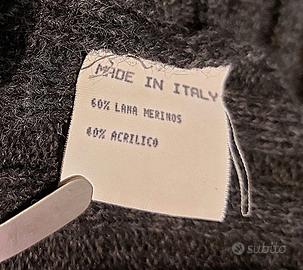 MADE IN ITALY
60% LANA MERINOS
40% ACRILICO
subito